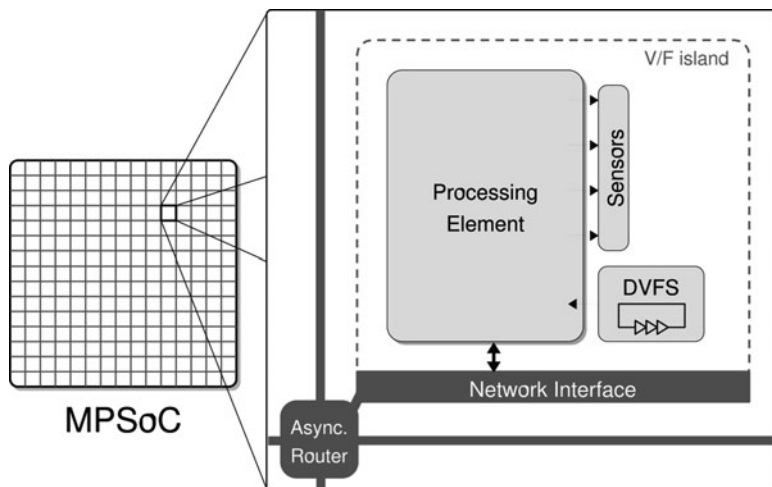 V/F island
Processing
Element
Sensors
DVFS
Network Interface
MPSoC
Async.
Router